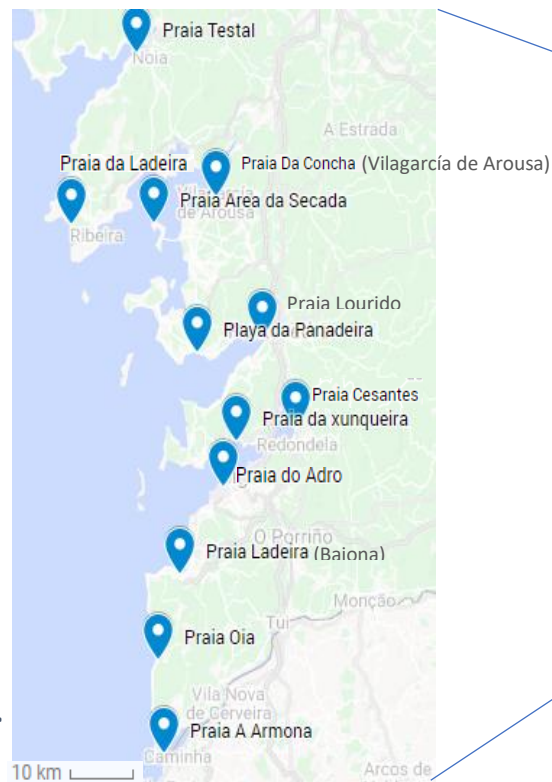 Praia Testal
Noia
A Estrada
Praia da Ladeira
Praia Da Concha (Vilagarcía de Arousa)
Praia Area da Secada
de Arousa
Ribeira
Praia Lourido
Playa da Panadeira
Praia Cesantes
Praia da xunqueira
Redondela
Praia do Adro
O Porriño
Praia Ladeira (Baiona)
Monção
Tui
Praia Oia
Vila Nova
de Cerveira
Praia A Armona
Caminha
10 km
Arcos de